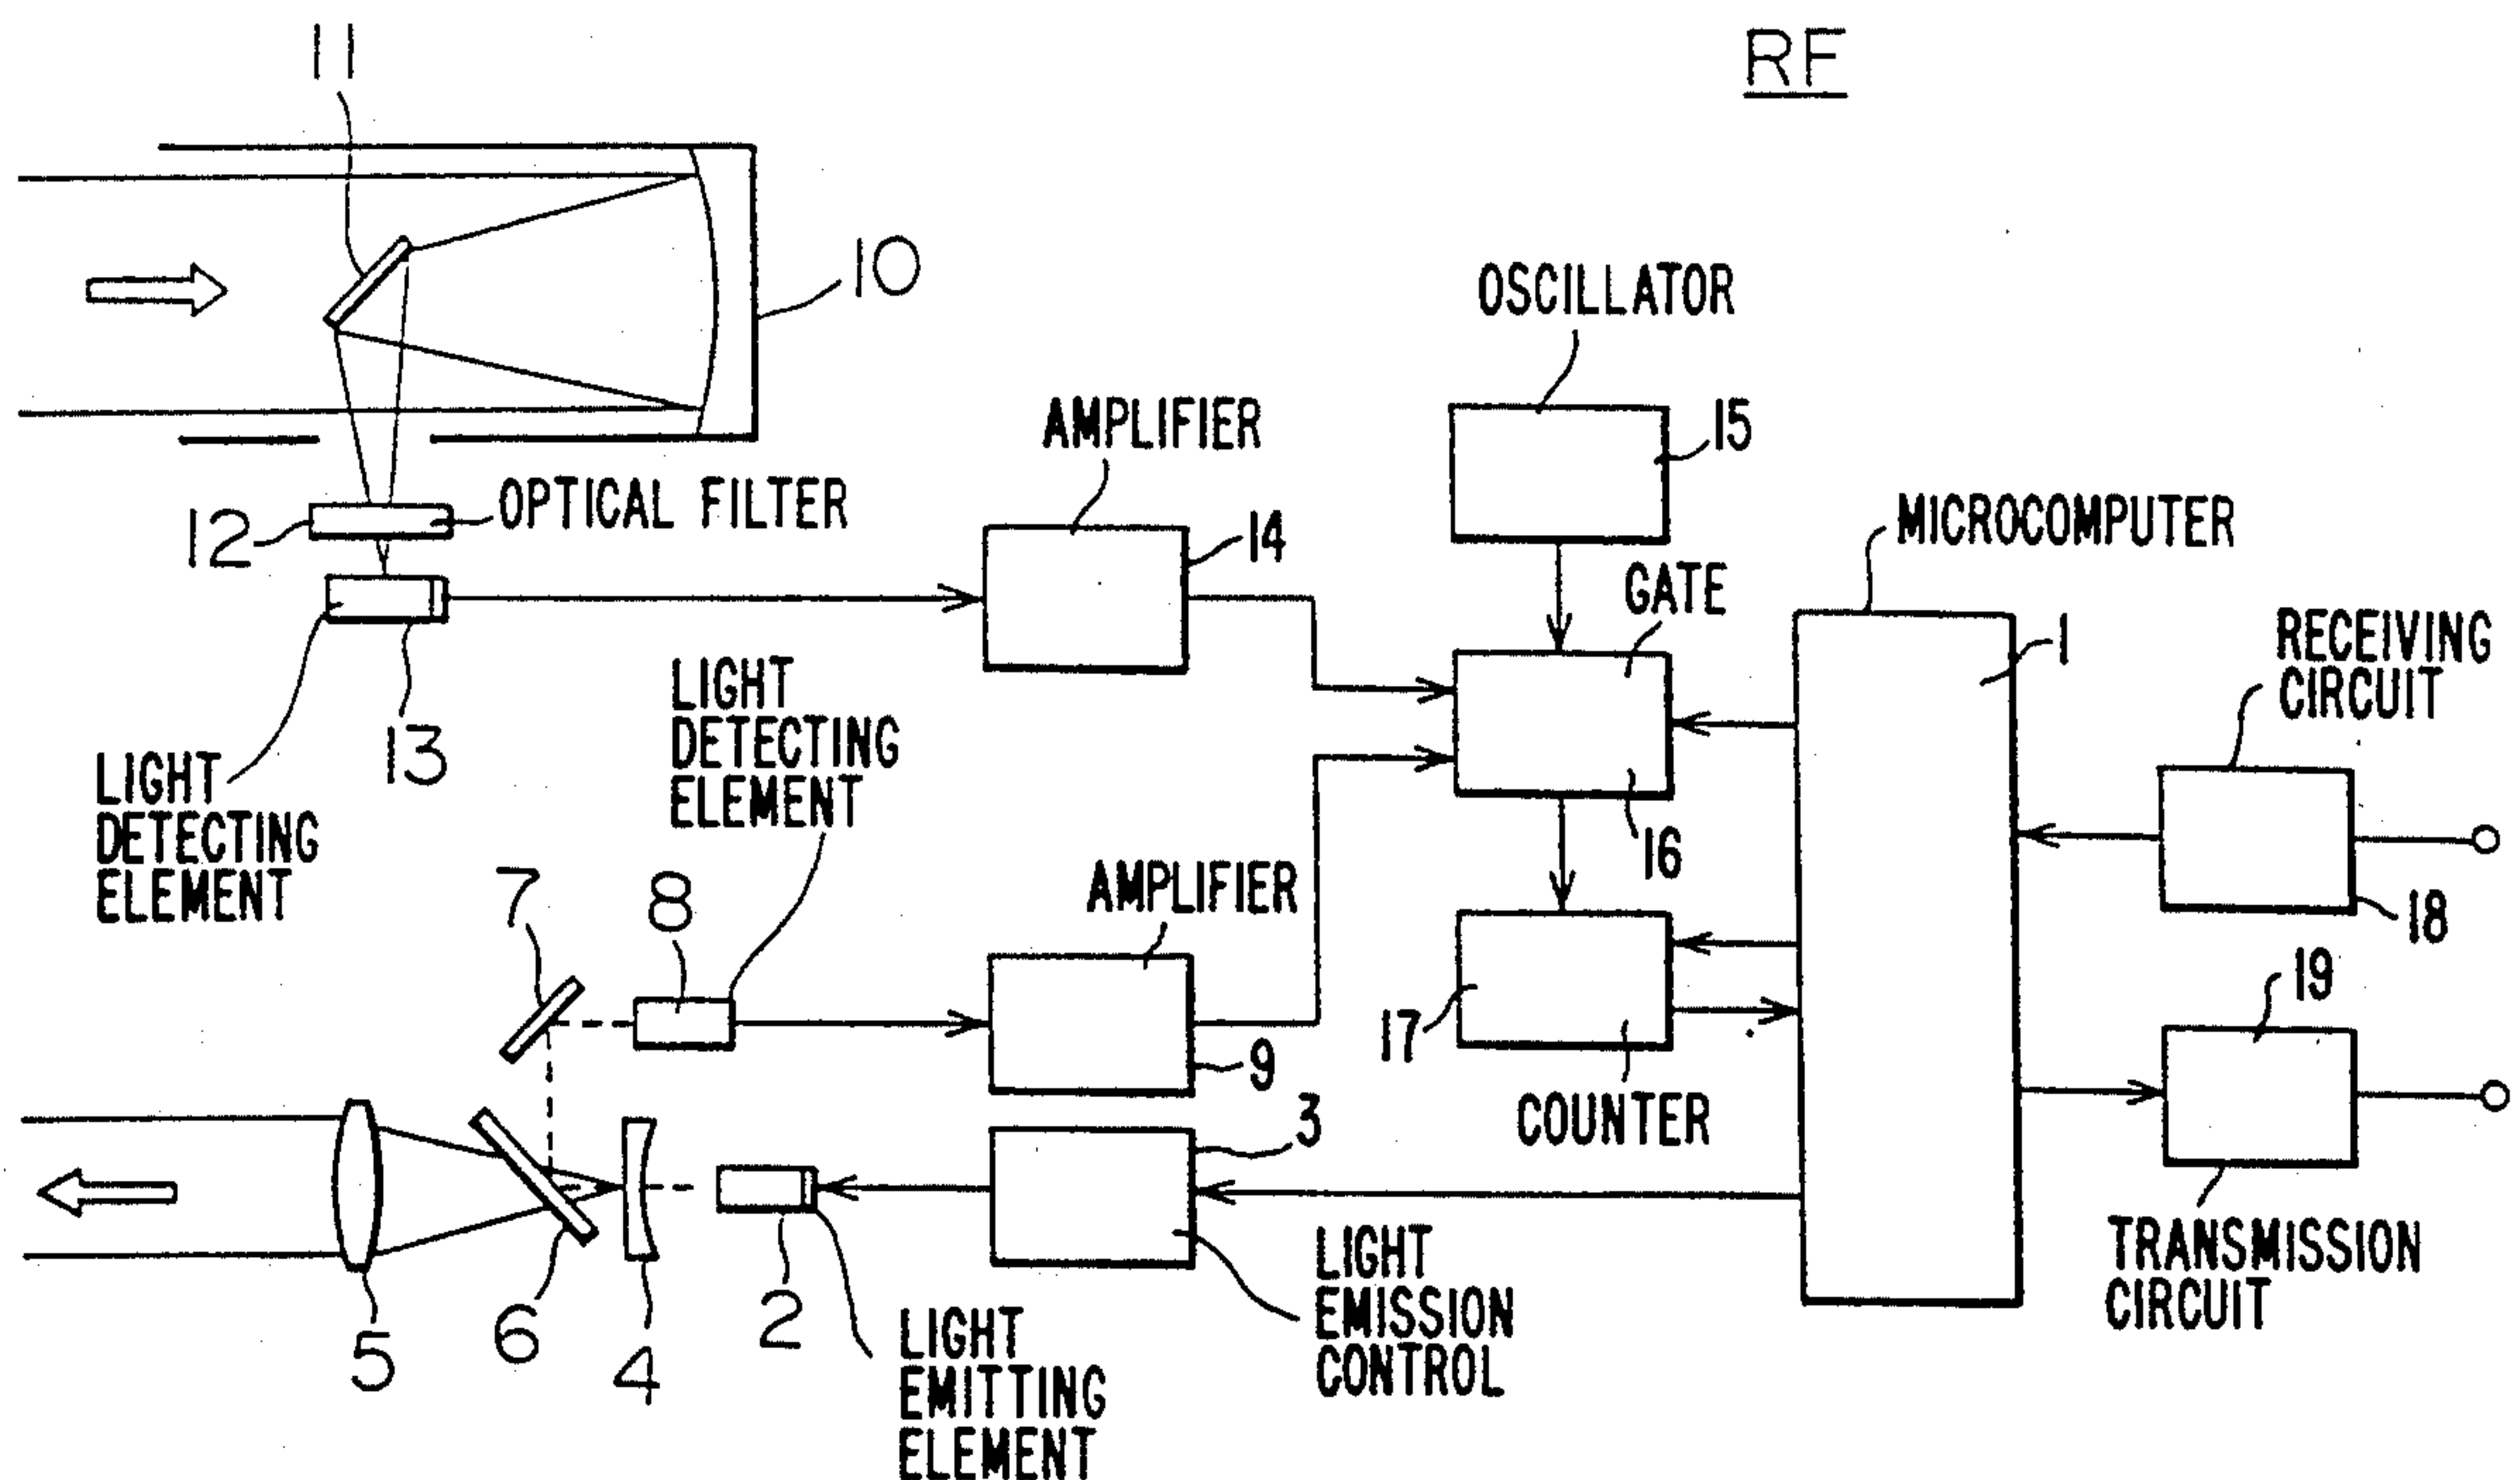 11
RF
10
OSCILLATOR
15
AMPLIFIER
14
OPTICAL FILTER
12
MICROCOMPUTER
GATE
1
RECEIVING
CIRCUIT
13
LIGHT
DETECTING
ELEMENT
LIGHT
DETECTING
ELEMENT
16
18
7
8
AMPLIFIER
9
17
19
COUNTER
3
TRANSMISSION
CIRCUIT
5
6
4
2
LIGHT
EMITTING
ELEMENT
LIGHT
EMISSION
CONTROL